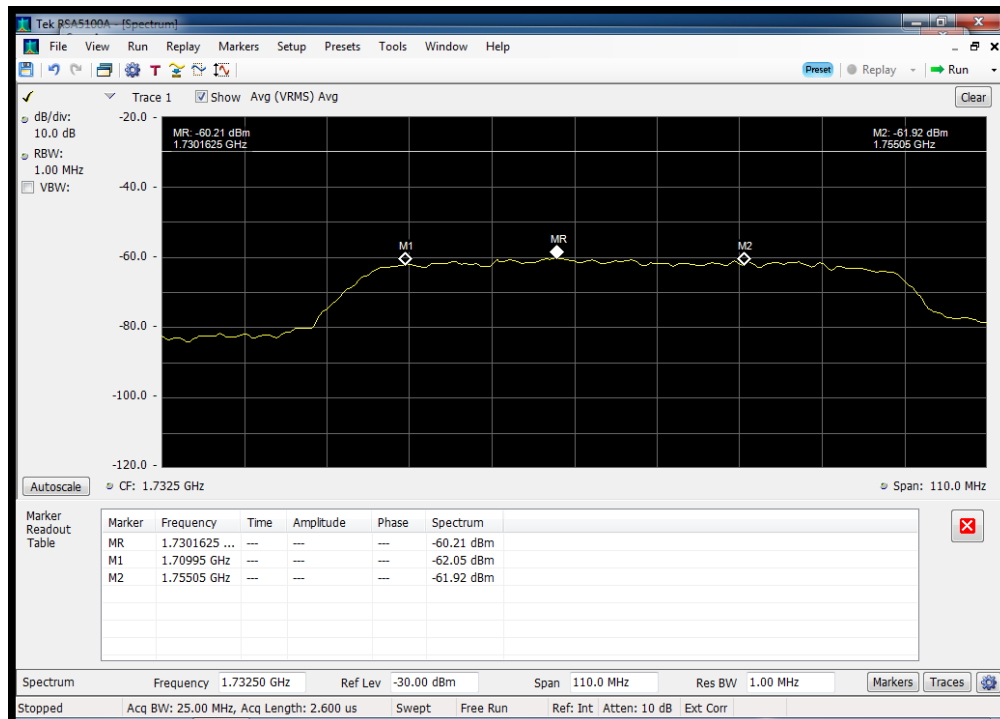 Tek RSA5100A - [Spectrum]
File View Run Replay Markers Setup Presets Tools Window Help
T Preset Replay Run
Trace 1 Show Avg (VRMS) Avg Clear
dB/div:
10.0 dB
RBW:
1.00 MHz
VBW:
-20.0
-40.0
-60.0
-80.0
-100.0
-120.0
MR: -60.21 dBm
1.7301625 GHz
M2: -61.92 dBm
1.75505 GHz
M1
MR
M2
Autoscale CF: 1.7325 GHz Span: 110.0 MHz
Marker
Readout
Table
Marker Frequency Time Amplitude Phase Spectrum
MR 1.7301625 ... --- --- --- -60.21 dBm
M1 1.70995 GHz --- --- --- -62.05 dBm
M2 1.75505 GHz --- --- --- -61.92 dBm
Spectrum Frequency 1.73250 GHz Ref Lev -30.00 dBm Span 110.0 MHz Res BW 1.00 MHz Markers Traces
Stopped Acq BW: 25.00 MHz, Acq Length: 2.600 us Swept Free Run Ref: Int Atten: 10 dB Ext Corr